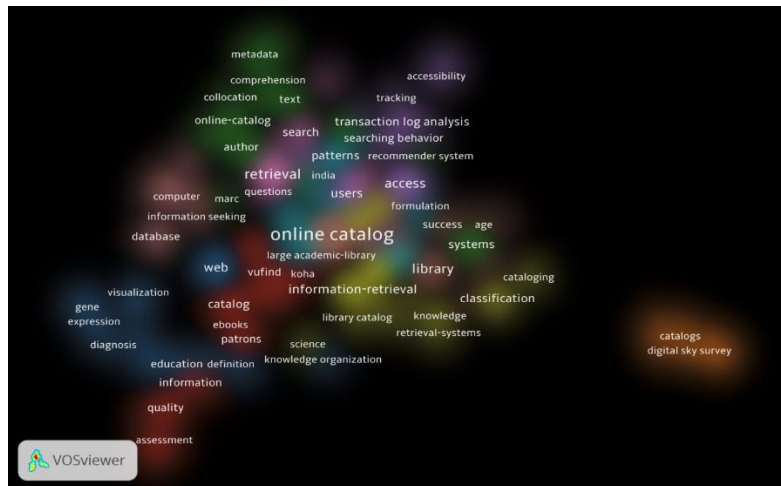 metadata
comprehension
accessibility
collocation
text
tracking
online-catalog
transaction log analysis
search
searching behavior
author
patterns
recommender system
retrieval
india
access
questions
users
computer
marc
formulation
information seeking
success
age
database
online catalog
systems
large academic-library
web
vufind
koha
library
cataloging
information-retrieval
visualization
classification
gene
catalog
expression
library catalog
knowledge
ebooks
retrieval-systems
patrons
catalogs
diagnosis
science
digital sky survey
knowledge organization
education
definition
information
quality
assessment
VOSviewer